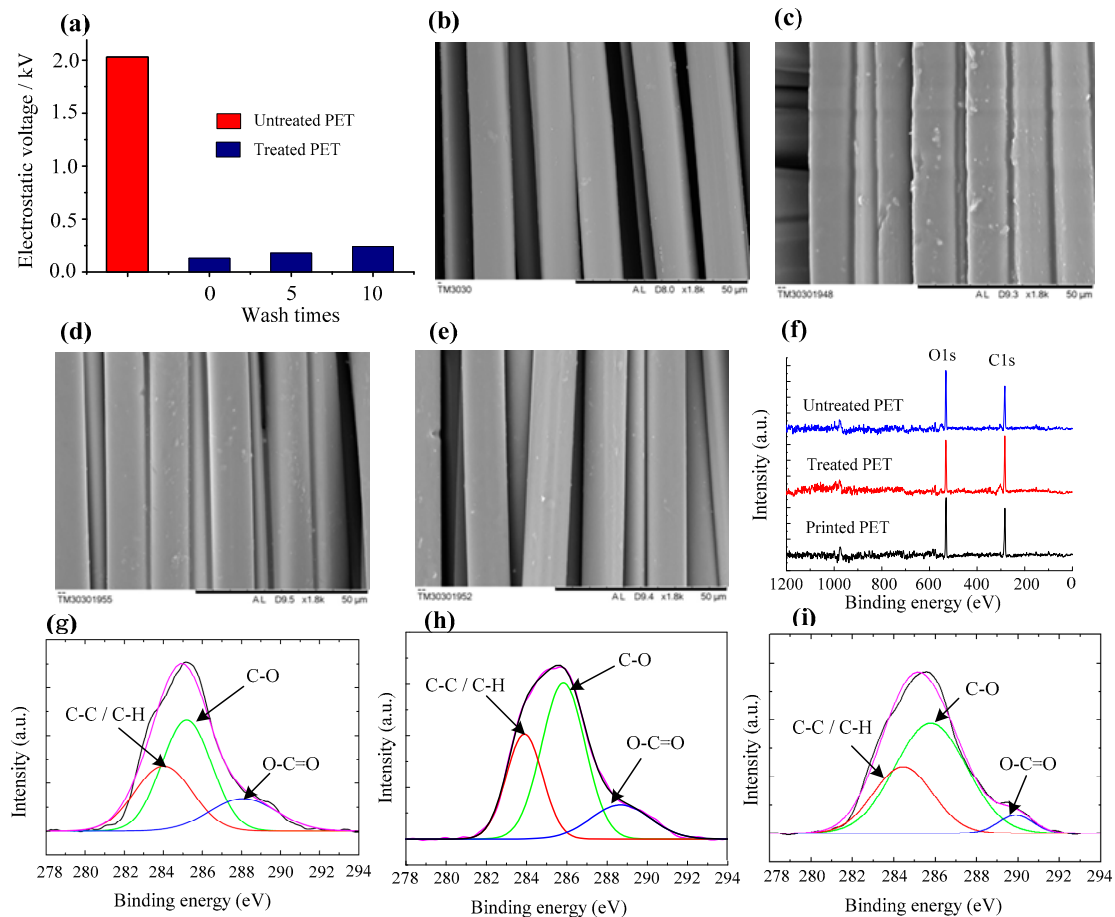 (a)
Electrostatic voltage / kV
2.0
1.5
1.0
0.5
0.0
Untreated PET
Treated PET
0 5 10
Wash times
(b)
TM3030 AL D8.0 x1.8k 50 µm
(c)
TM30301948 AL D9.3 x1.8k 50 µm
(d)
TM30301955 AL D9.5 x1.8k 50 µm
(e)
TM30301952 AL D9.4 x1.8k 50 µm
(f)
O1s C1s
Untreated PET
Treated PET
Printed PET
Intensity (a.u.)
1200 1000 800 600 400 200 0
Binding energy (eV)
(g)
C-O
C-C / C-H
O-C=O
Intensity (a.u.)
278 280 282 284 286 288 290 292 294
Binding energy (eV)
(h)
C-O
C-C / C-H
O-C=O
Intensity (a.u.)
278 280 282 284 286 288 290 292 294
Binding energy (eV)
(i)
C-O
C-C / C-H
O-C=O
Intensity (a.u.)
278 280 282 284 286 288 290 292 294
Binding energy (eV)